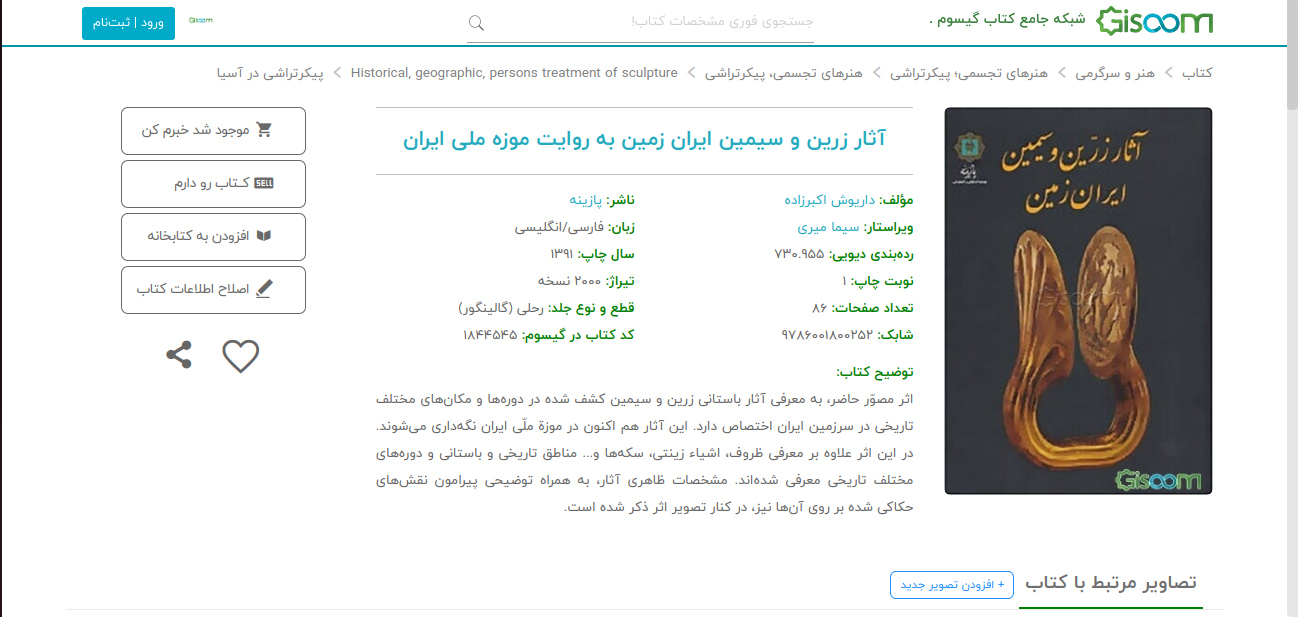 Gisoom
شبکه جامع کتاب گیسوم .
جستجوی فوری مشخصات کتاب!
Gisoom
ورود | ثبت‌نام
کتاب > هنر و سرگرمی > هنرهای تجسمی؛ پیکرتراشی > هنرهای تجسمی، پیکرتراشی > Historical, geographic, persons treatment of sculpture > پیکرتراشی در آسیا
آثار زرّین و سیمین
ایران زمین
Gisoom
آثار زرین و سیمین ایران زمین به روایت موزه ملی ایران
مؤلف: داریوش اکبرزاده
ویراستار: سیما میری
رده‌بندی دیویی: ۷۳۰.۹۵۵
نوبت چاپ: ۱
تعداد صفحات: ۸۶
شابک: ۹۷۸۶۰۰۱۸۰۰۲۵۲
ناشر: پازینه
زبان: فارسی/انگلیسی
سال چاپ: ۱۳۹۱
تیراژ: ۲۰۰۰ نسخه
قطع و نوع جلد: رحلی (گالینگور)
کد کتاب در گیسوم: ۱۸۴۴۵۴۵
توضیح کتاب:
اثر مصوّر حاضر، به معرفی آثار باستانی زرین و سیمین کشف شده در دوره‌ها و مکان‌های مختلف
تاریخی در سرزمین ایران اختصاص دارد. این آثار هم اکنون در موزة ملّی ایران نگه‌داری می‌شوند.
در این اثر علاوه بر معرفی ظروف، اشیاء زینتی، سکه‌ها و... مناطق تاریخی و باستانی و دوره‌های
مختلف تاریخی معرفی شده‌اند. مشخصات ظاهری آثار، به همراه توضیحی پیرامون نقش‌های
حکاکی شده بر روی آن‌ها نیز، در کنار تصویر اثر ذکر شده است.
موجود شد خبرم کن
SELL کـتاب رو دارم
افزودن به کتابخانه
اصلاح اطلاعات کتاب
تصاویر مرتبط با کتاب
+ افزودن تصویر جدید